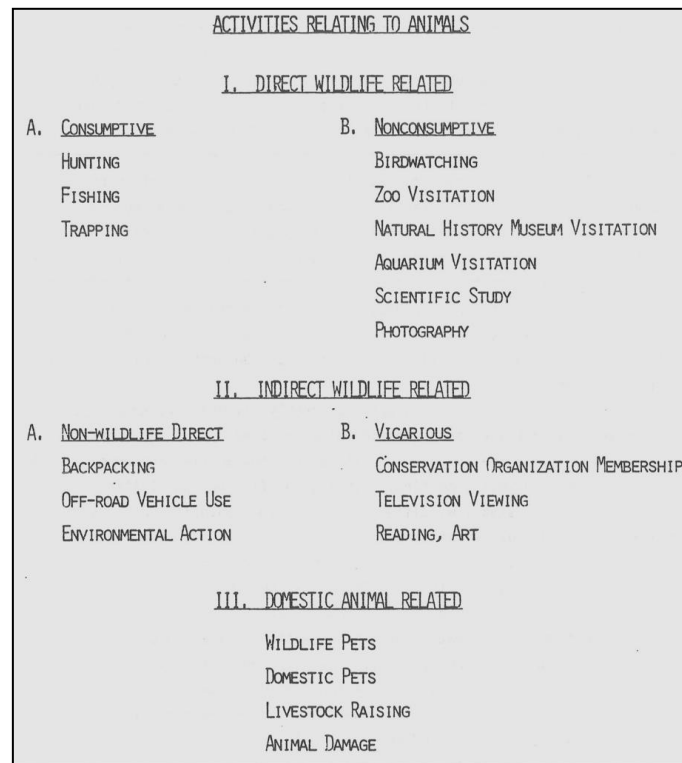 ACTIVITIES RELATING TO ANIMALS
I. DIRECT WILDLIFE RELATED
A. CONSUMPTIVE
HUNTING
FISHING
TRAPPING
B. NONCONSUMPTIVE
BIRDWATCHING
ZOO VISITATION
NATURAL HISTORY MUSEUM VISITATION
AQUARIUM VISITATION
SCIENTIFIC STUDY
PHOTOGRAPHY
II. INDIRECT WILDLIFE RELATED
A. NON-WILDLIFE DIRECT
BACKPACKING
OFF-ROAD VEHICLE USE
ENVIRONMENTAL ACTION
B. VICARIOUS
CONSERVATION ORGANIZATION MEMBERSHIP
TELEVISION VIEWING
READING, ART
III. DOMESTIC ANIMAL RELATED
WILDLIFE PETS
DOMESTIC PETS
LIVESTOCK RAISING
ANIMAL DAMAGE